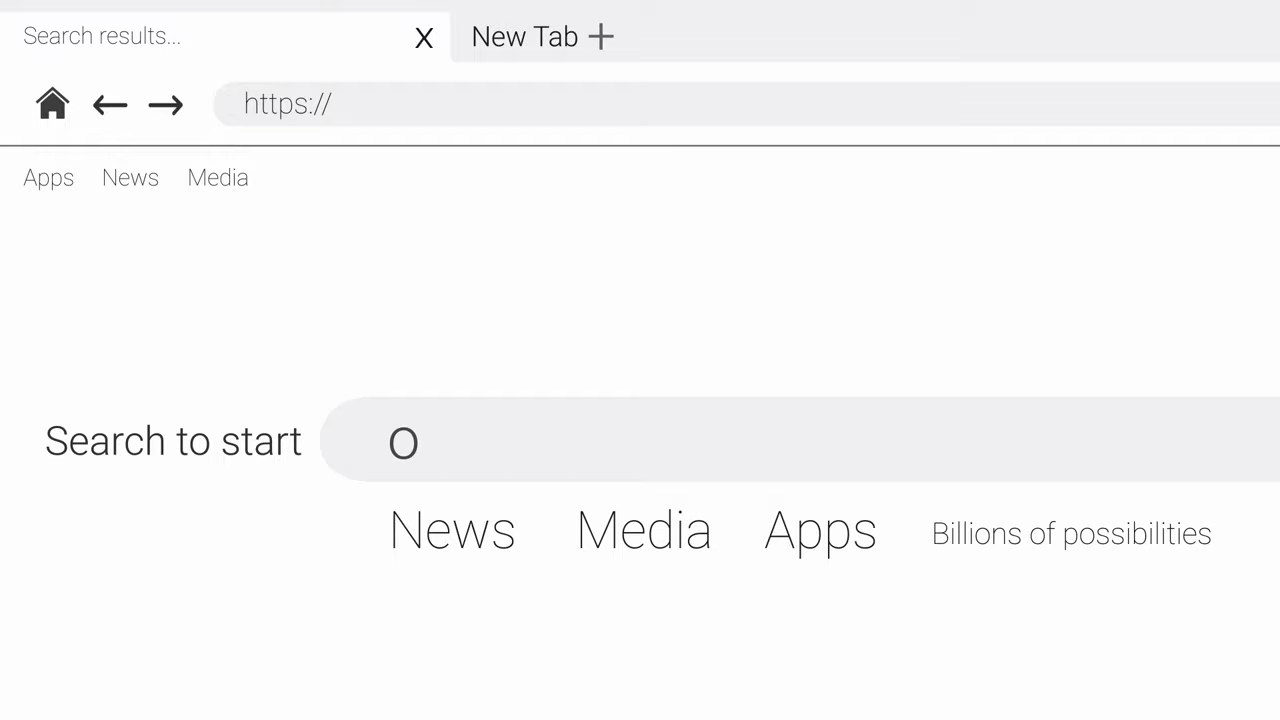 Search results... X New Tab +
https://
Apps News Media
Search to start O
News Media Apps Billions of possibilities